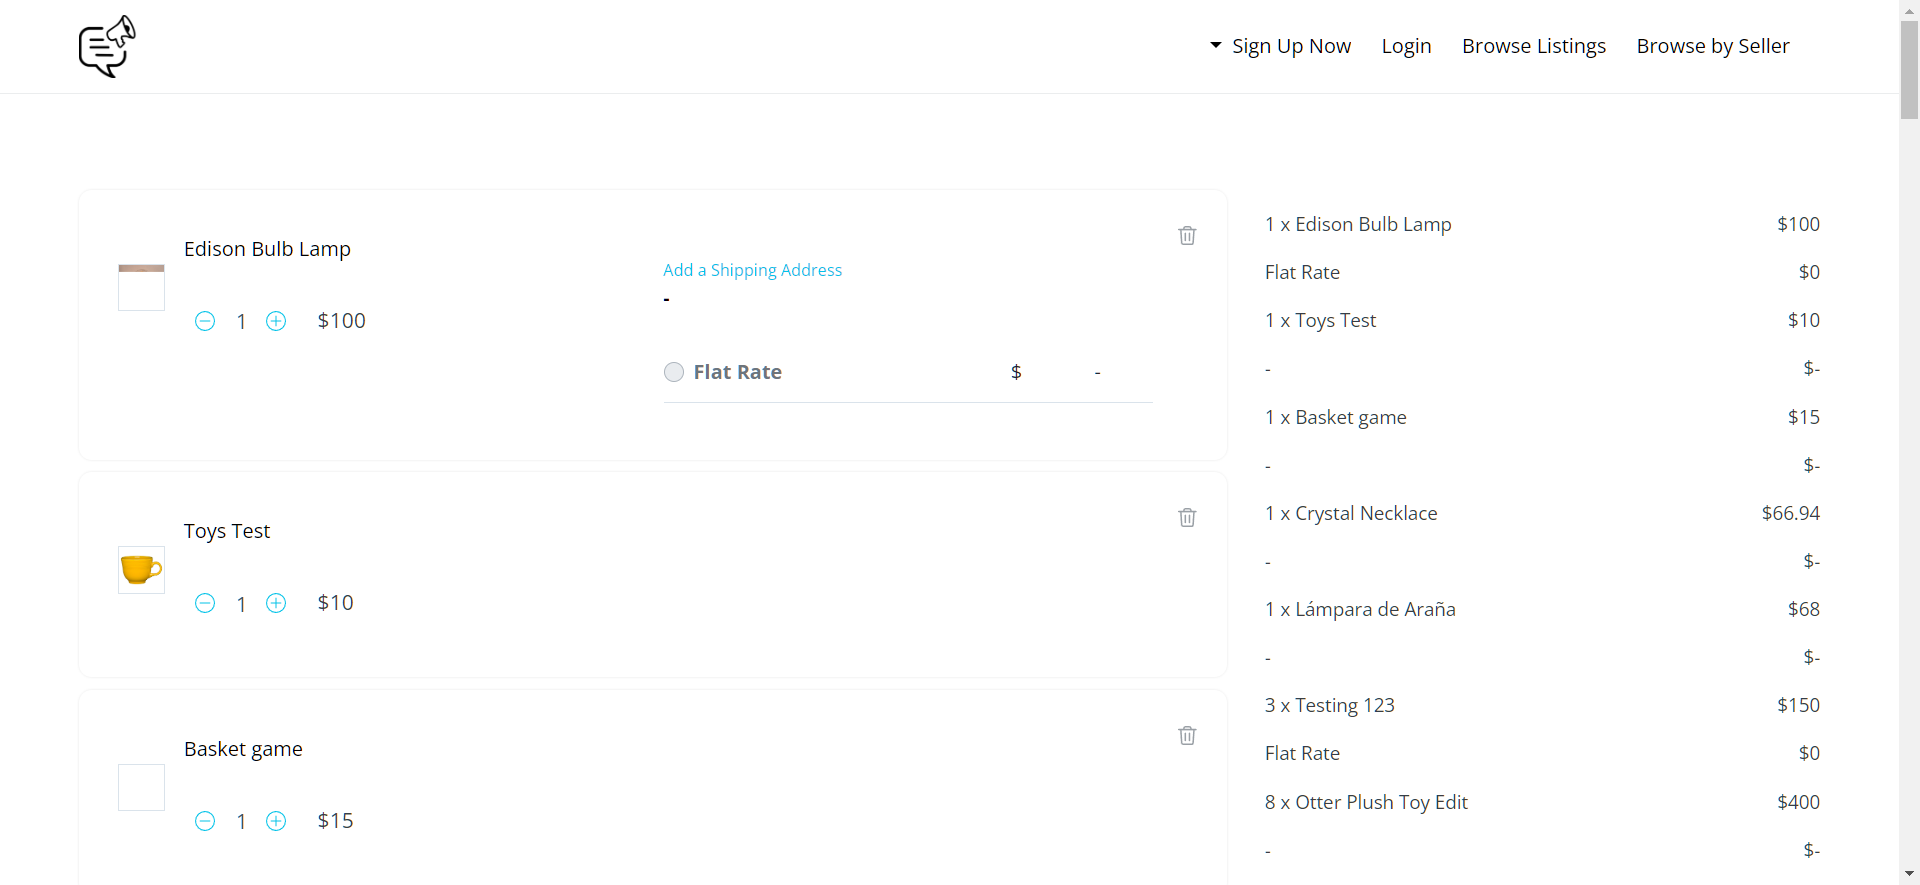 Sign Up Now
Login
Browse Listings
Browse by Seller
Edison Bulb Lamp
1
$100
Add a Shipping Address
-
Flat Rate $ -
Toys Test
1
$10
Basket game
1
$15
1 x Edison Bulb Lamp $100
Flat Rate $0
1 x Toys Test $10
- $-
1 x Basket game $15
- $-
1 x Crystal Necklace $66.94
- $-
1 x Lámpara de Araña $68
- $-
3 x Testing 123 $150
Flat Rate $0
8 x Otter Plush Toy Edit $400
- $-